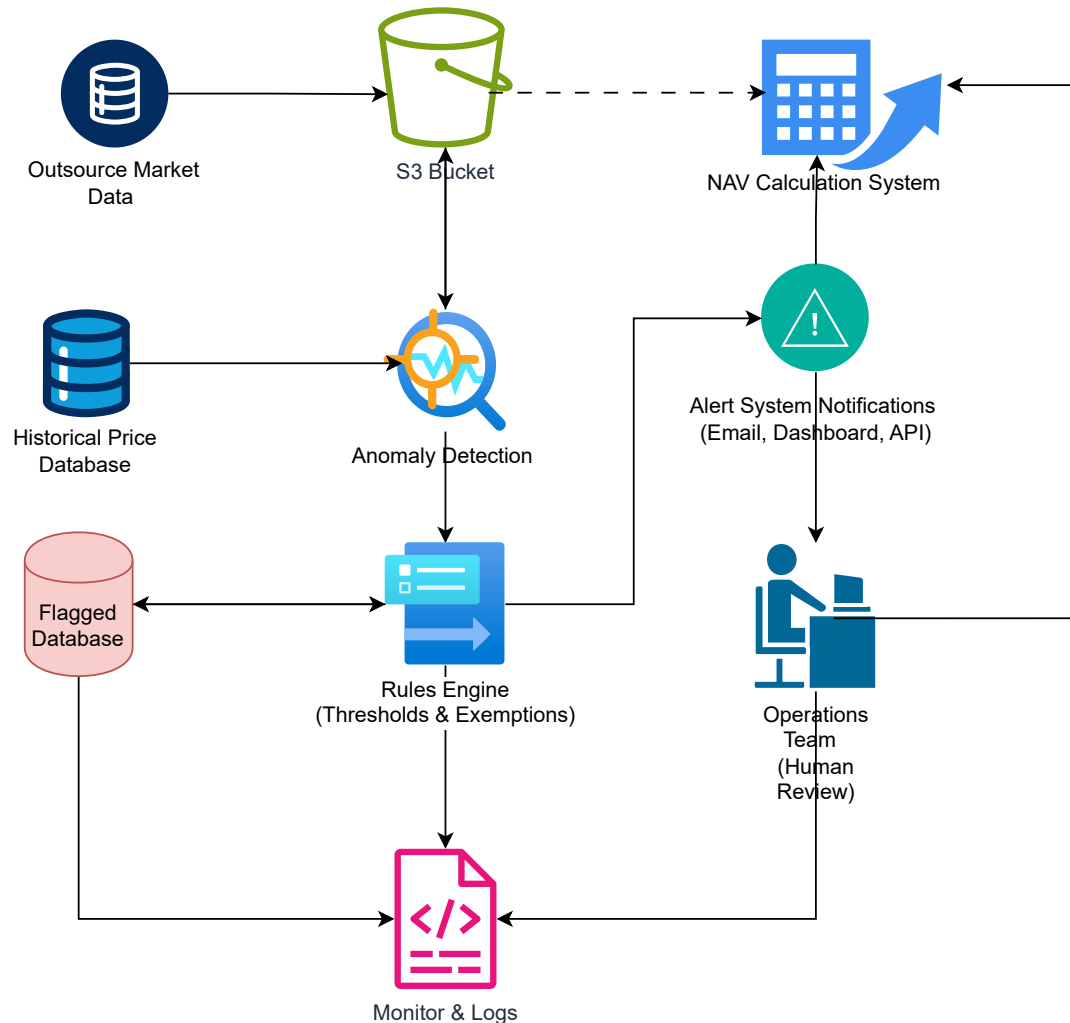 Outsource Market
Data
S3 Bucket
NAV Calculation System
Historical Price
Database
Anomaly Detection
!
Alert System Notifications
(Email, Dashboard, API)
Flagged
Database
Rules Engine
(Thresholds & Exemptions)
Operations
Team
(Human
Review)
</>
Monitor & Logs